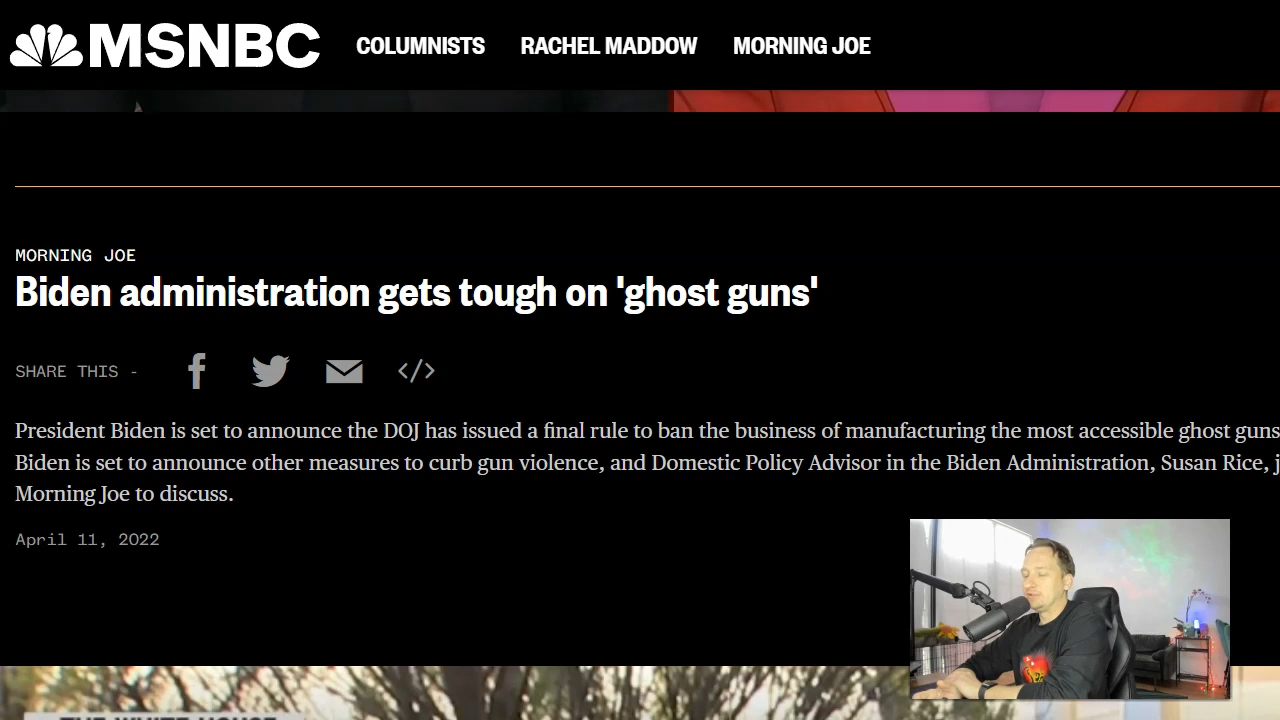 MSNBC COLUMNISTS RACHEL MADDOW MORNING JOE
MORNING JOE
Biden administration gets tough on 'ghost guns'
SHARE THIS -
President Biden is set to announce the DOJ has issued a final rule to ban the business of manufacturing the most accessible ghost guns
Biden is set to announce other measures to curb gun violence, and Domestic Policy Advisor in the Biden Administration, Susan Rice, j
Morning Joe to discuss.
April 11, 2022
THE WHITE HOUSE